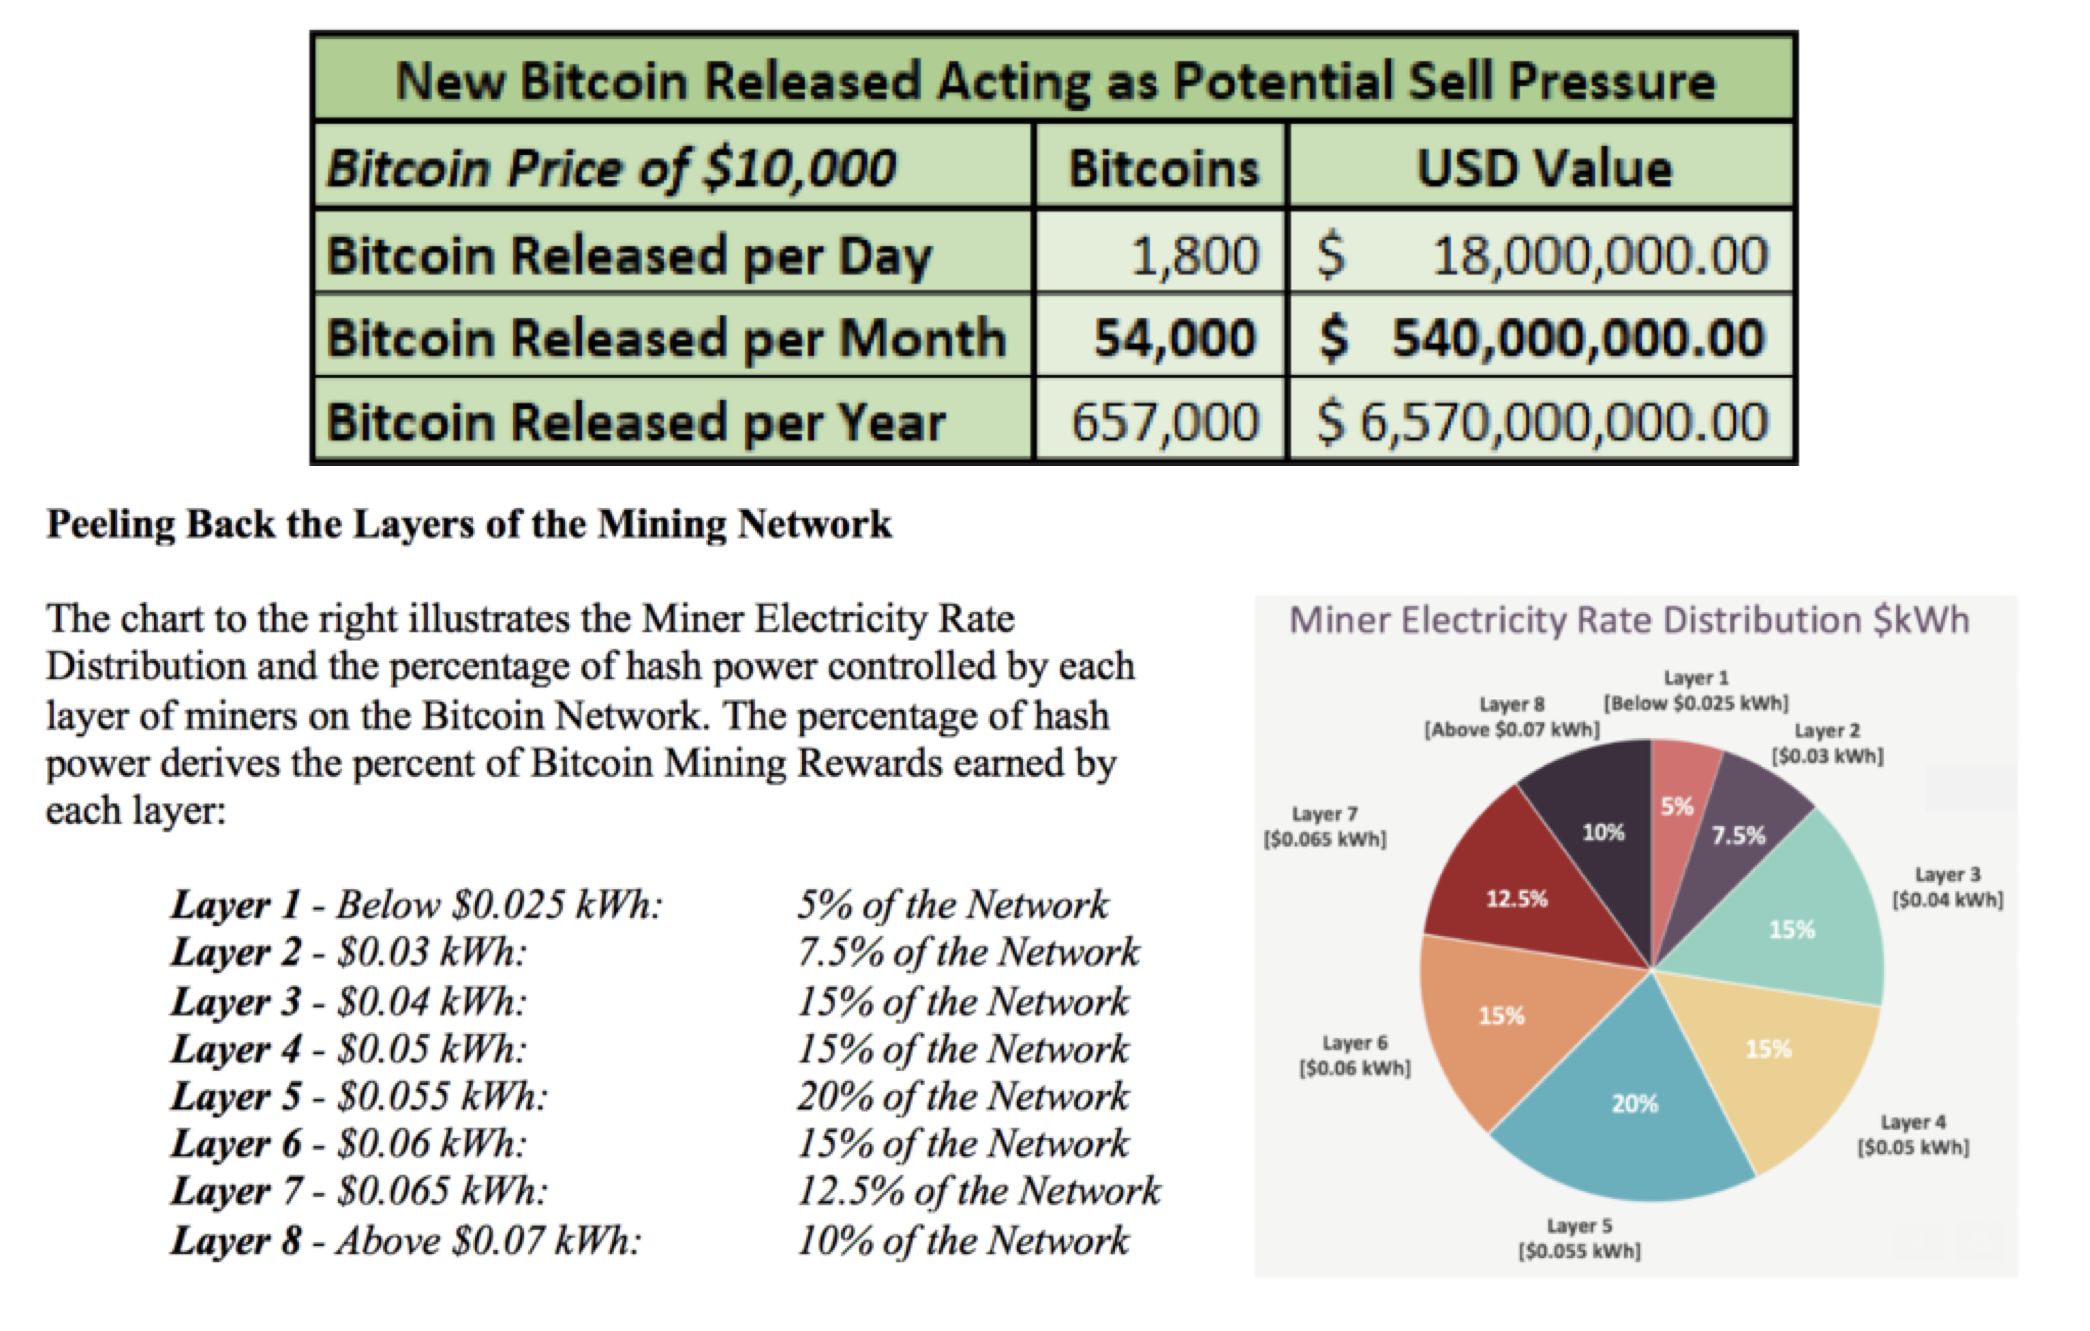 New Bitcoin Released Acting as Potential Sell Pressure
Bitcoin Price of $10,000 Bitcoins USD Value
Bitcoin Released per Day 1,800 $ 18,000,000.00
Bitcoin Released per Month 54,000 $ 540,000,000.00
Bitcoin Released per Year 657,000 $ 6,570,000,000.00
Peeling Back the Layers of the Mining Network
The chart to the right illustrates the Miner Electricity Rate
Distribution and the percentage of hash power controlled by each
layer of miners on the Bitcoin Network. The percentage of hash
power derives the percent of Bitcoin Mining Rewards earned by
each layer:
Layer 1 - Below $0.025 kWh: 5% of the Network
Layer 2 - $0.03 kWh: 7.5% of the Network
Layer 3 - $0.04 kWh: 15% of the Network
Layer 4 - $0.05 kWh: 15% of the Network
Layer 5 - $0.055 kWh: 20% of the Network
Layer 6 - $0.06 kWh: 15% of the Network
Layer 7 - $0.065 kWh: 12.5% of the Network
Layer 8 - Above $0.07 kWh: 10% of the Network
Miner Electricity Rate Distribution $kWh
Layer 1
[Below $0.025 kWh]
5%
Layer 2
[$0.03 kWh]
7.5%
Layer 3
[$0.04 kWh]
15%
Layer 4
[$0.05 kWh]
15%
Layer 5
[$0.055 kWh]
20%
Layer 6
[$0.06 kWh]
15%
Layer 7
[$0.065 kWh]
12.5%
Layer 8
[Above $0.07 kWh]
10%